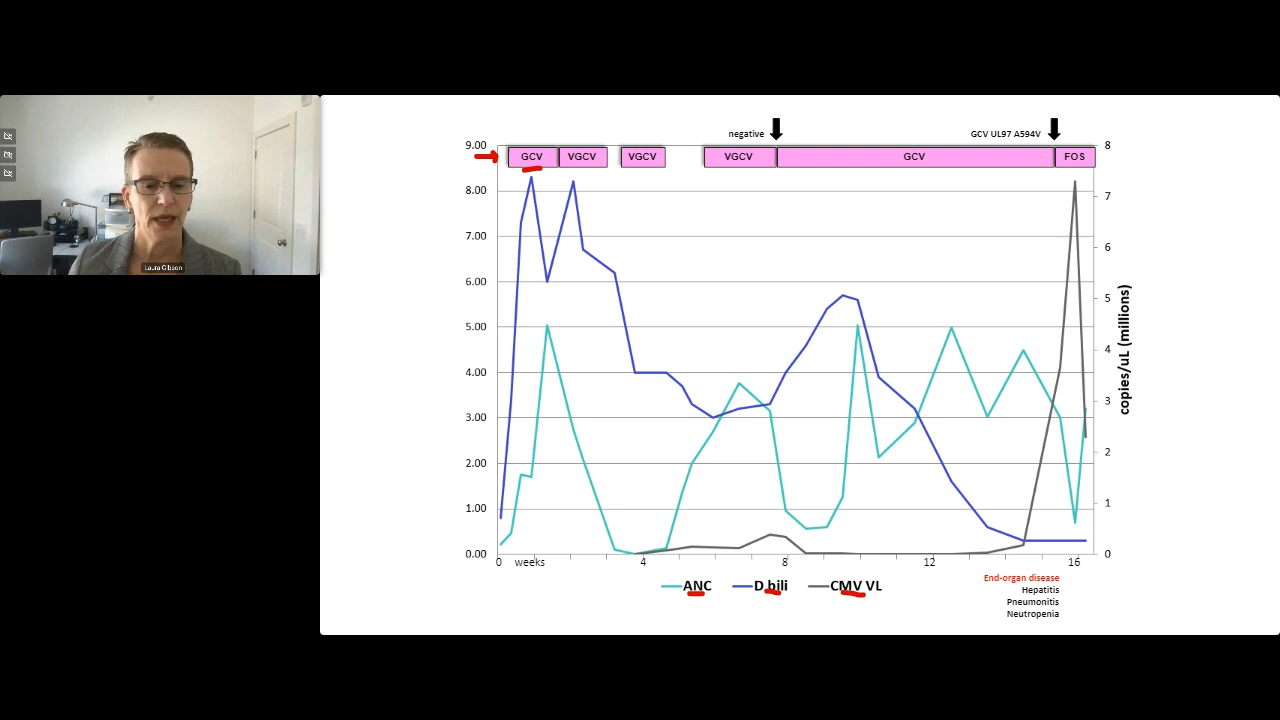 Laura Gibson
negative
GCV UL97 A594V
GCV VGCV VGCV VGCV GCV FOS
9.00
8.00
7.00
6.00
5.00
4.00
3.00
2.00
1.00
0.00
8
7
6
5
4
3
2
1
0
copies/uL (millions)
0 weeks 4 8 12 16
ANC D bili CMV VL
End-organ disease
Hepatitis
Pneumonitis
Neutropenia